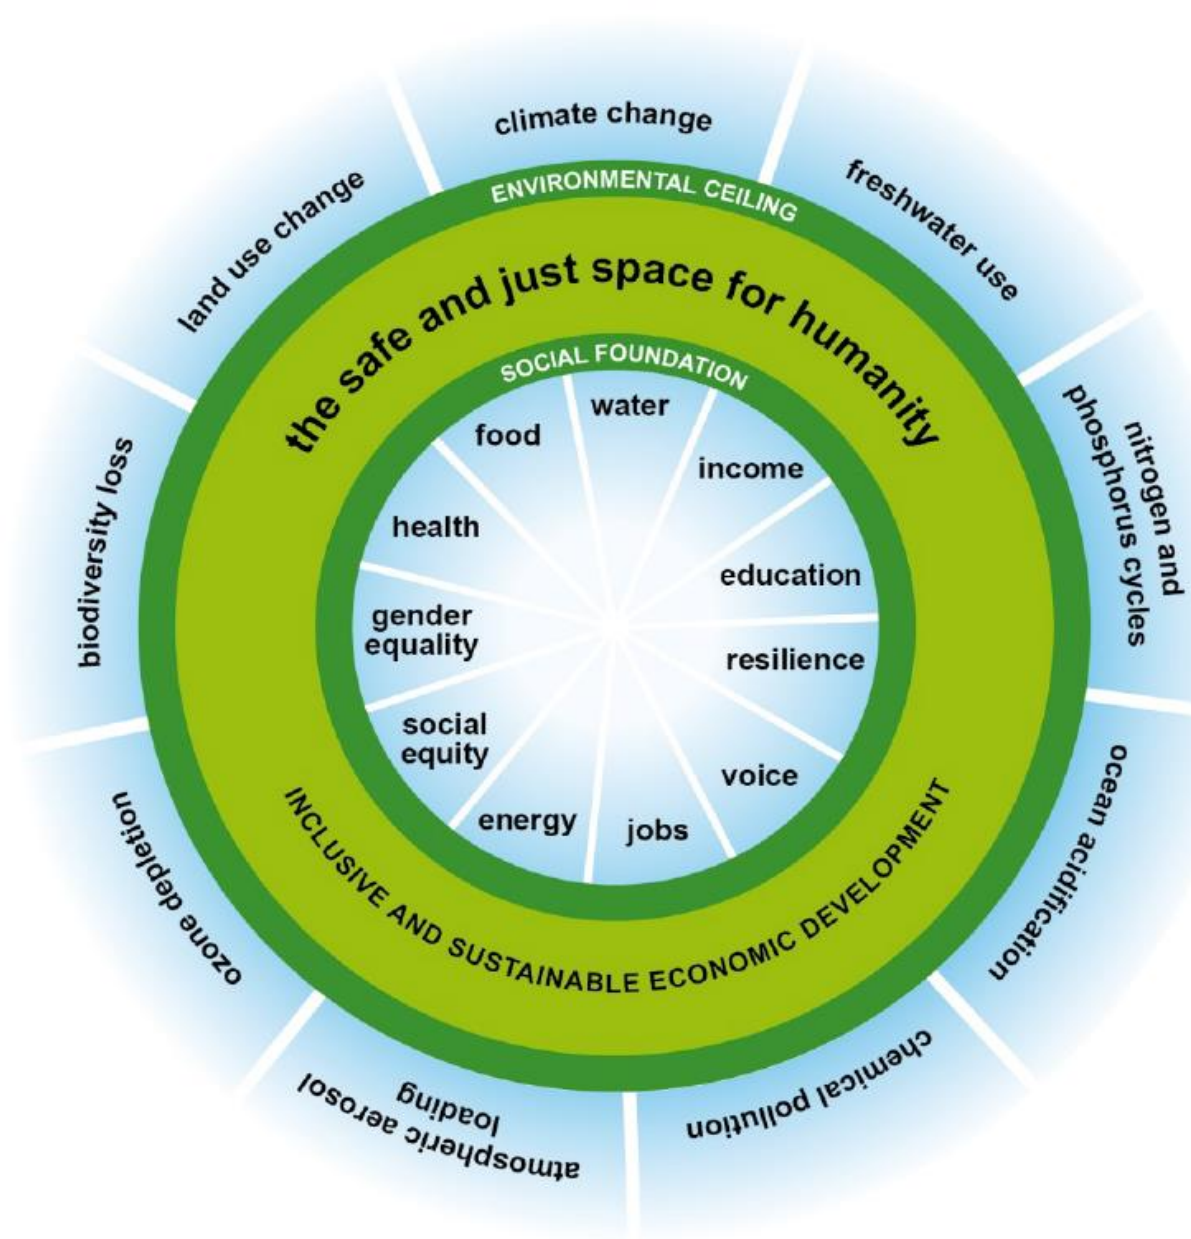 climate change
ENVIRONMENTAL CEILING
freshwater use
land use change
the safe and just space for humanity
nitrogen and
phosphorus cycles
biodiversity loss
SOCIAL FOUNDATION
water
food
income
health
education
gender
equality
resilience
social
equity
voice
energy
jobs
INCLUSIVE AND SUSTAINABLE ECONOMIC DEVELOPMENT
ocean acidification
ozone depletion
chemical pollution
atmospheric aerosol
loading